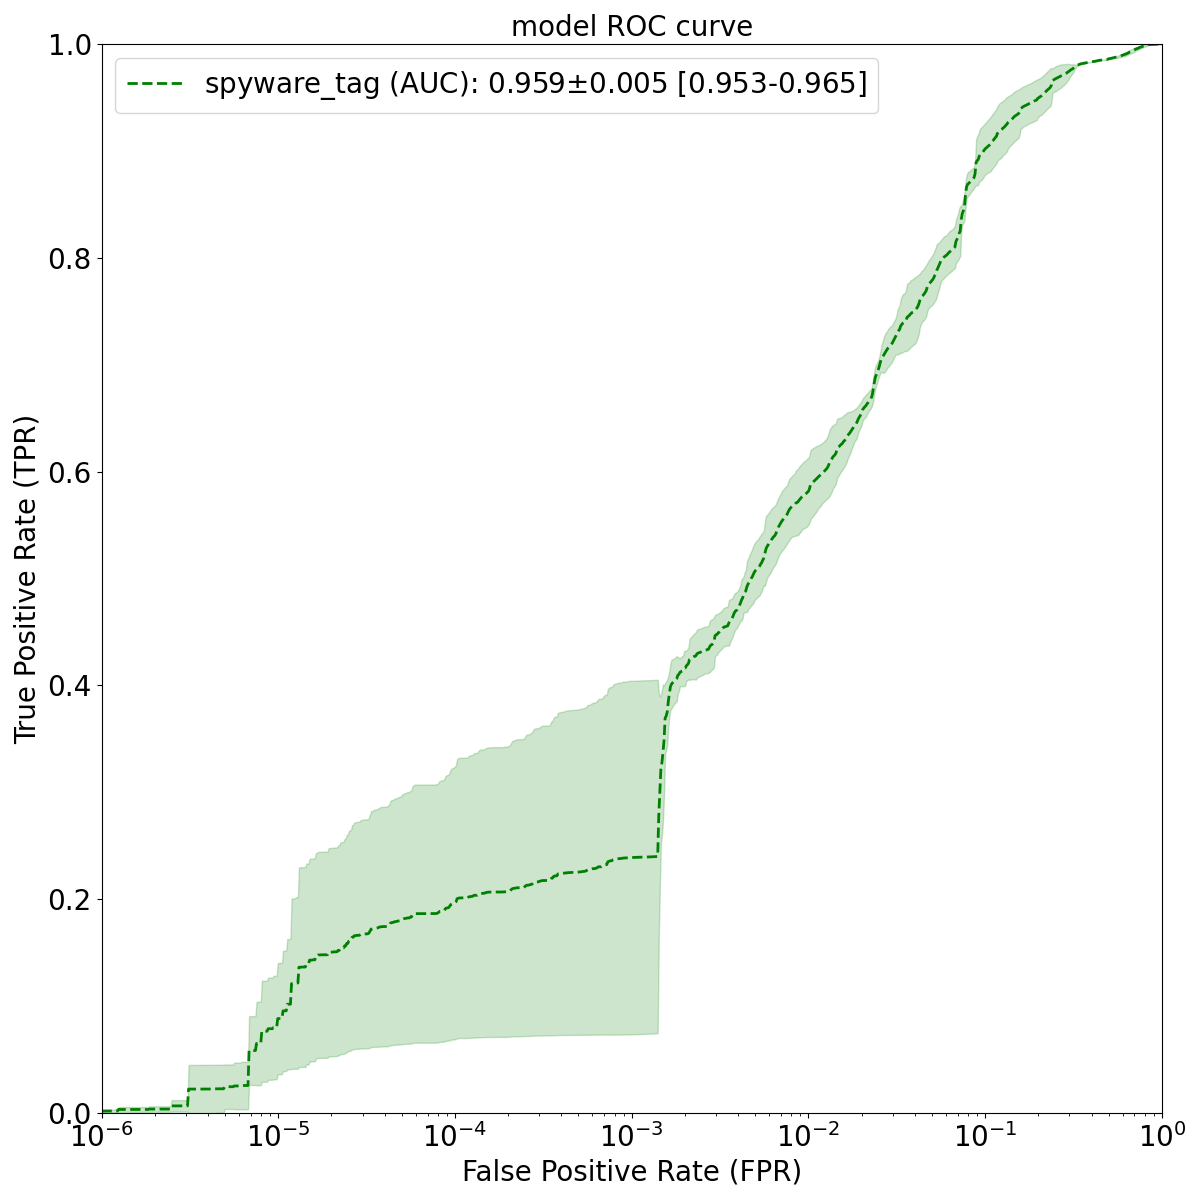 model ROC curve
spyware_tag (AUC): 0.959±0.005 [0.953-0.965]
1.0
0.8
0.6
0.4
0.2
0.0
True Positive Rate (TPR)
10⁻⁶ 10⁻⁵ 10⁻⁴ 10⁻³ 10⁻² 10⁻¹ 10⁰
False Positive Rate (FPR)